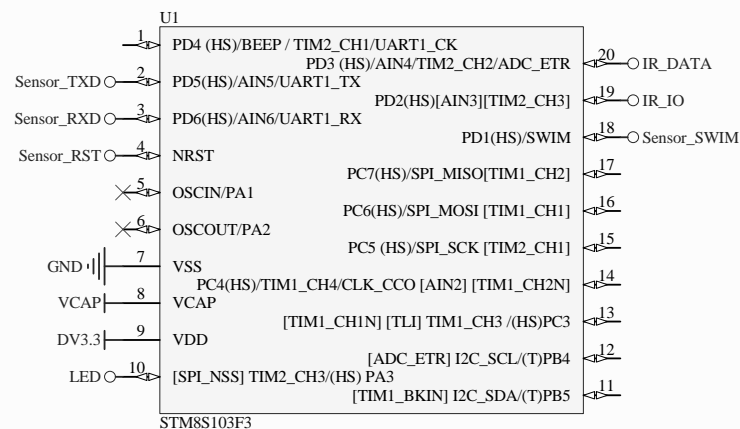 U1
1 PD4 (HS)/BEEP / TIM2_CH1/UART1_CK
PD3 (HS)/AIN4/TIM2_CH2/ADC_ETR 20 IR_DATA
Sensor_TXD 2 PD5(HS)/AIN5/UART1_TX
PD2(HS)[AIN3][TIM2_CH3] 19 IR_IO
Sensor_RXD 3 PD6(HS)/AIN6/UART1_RX
PD1(HS)/SWIM 18 Sensor_SWIM
Sensor_RST 4 NRST
PC7(HS)/SPI_MISO[TIM1_CH2] 17
5 OSCIN/PA1
PC6(HS)/SPI_MOSI [TIM1_CH1] 16
6 OSCOUT/PA2
PC5 (HS)/SPI_SCK [TIM2_CH1] 15
GND 7 VSS
PC4(HS)/TIM1_CH4/CLK_CCO [AIN2] [TIM1_CH2N] 14
VCAP 8 VCAP
[TIM1_CH1N] [TLI] TIM1_CH3 /(HS)PC3 13
DV3.3 9 VDD
[ADC_ETR] I2C_SCL/(T)PB4 12
LED 10 [SPI_NSS] TIM2_CH3/(HS) PA3
[TIM1_BKIN] I2C_SDA/(T)PB5 11
STM8S103F3